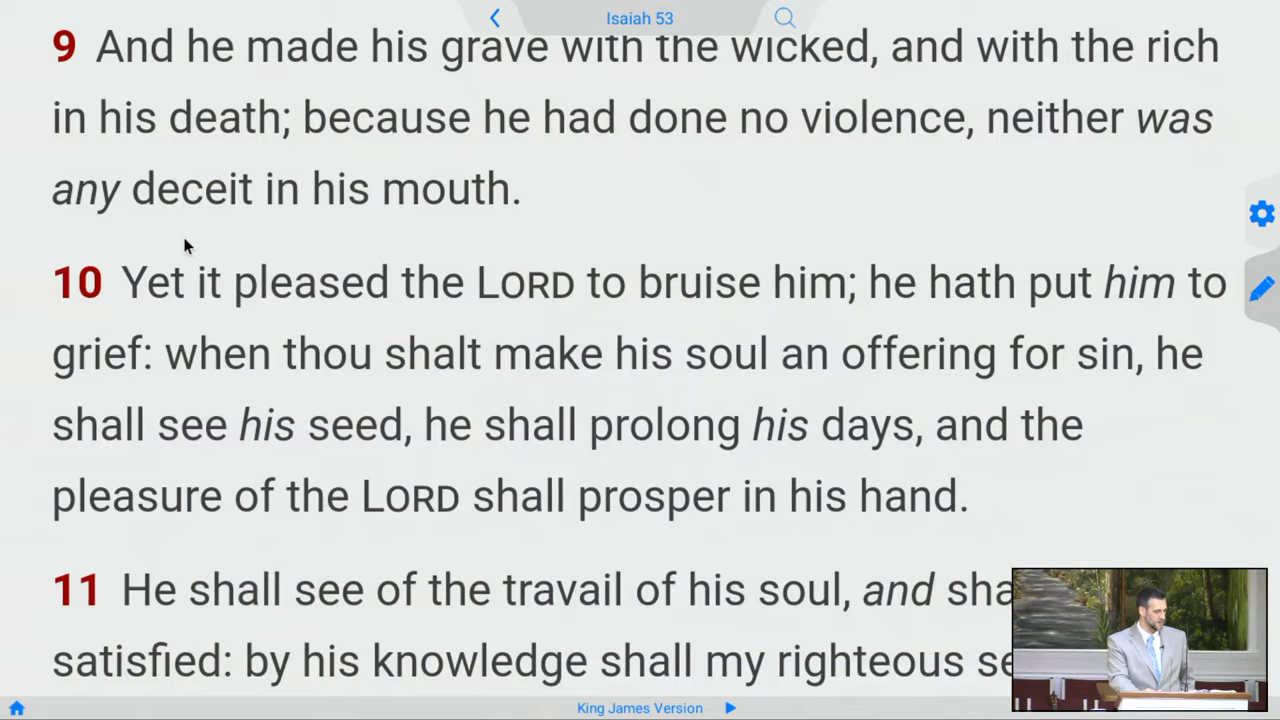 Isaiah 53
9 And he made his grave with the wicked, and with the rich
in his death; because he had done no violence, neither was
any deceit in his mouth.
10 Yet it pleased the LORD to bruise him; he hath put him to
grief: when thou shalt make his soul an offering for sin, he
shall see his seed, he shall prolong his days, and the
pleasure of the LORD shall prosper in his hand.
11 He shall see of the travail of his soul, and
satisfied: by his knowledge shall my righteous
King James Version